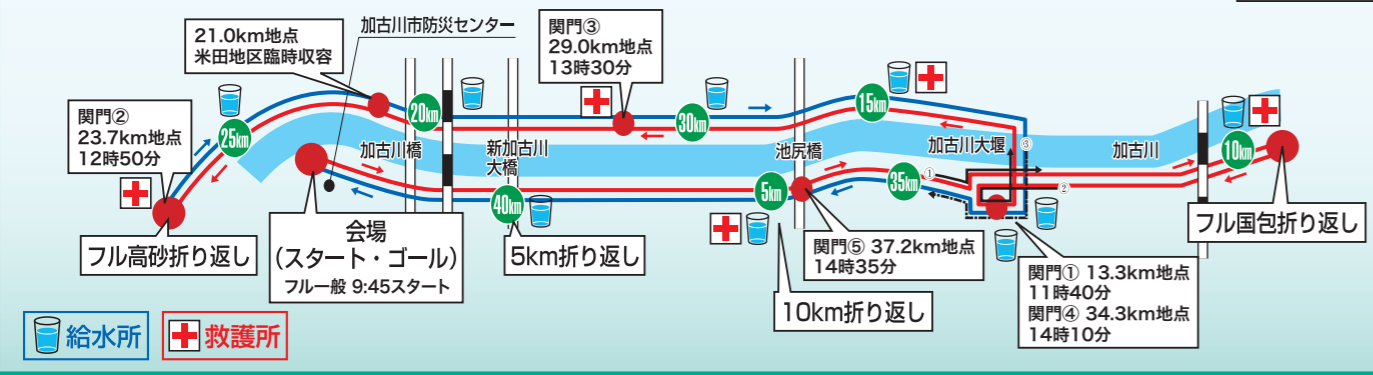 加古川市防災センター
21.0km地点
米田地区臨時収容
関門③
29.0km地点
13時30分
関門②
23.7km地点
12時50分
25km
20km
30km
15km
10km
加古川橋
新加古川
大橋
池尻橋
加古川大堰
加古川
①
②
③
5km
35km
40km
フル高砂折り返し
会場
(スタート・ゴール)
フル一般 9:45スタート
5km折り返し
10km折り返し
関門⑤ 37.2km地点
14時35分
関門① 13.3km地点
11時40分
関門④ 34.3km地点
14時10分
フル国包折り返し
給水所
救護所